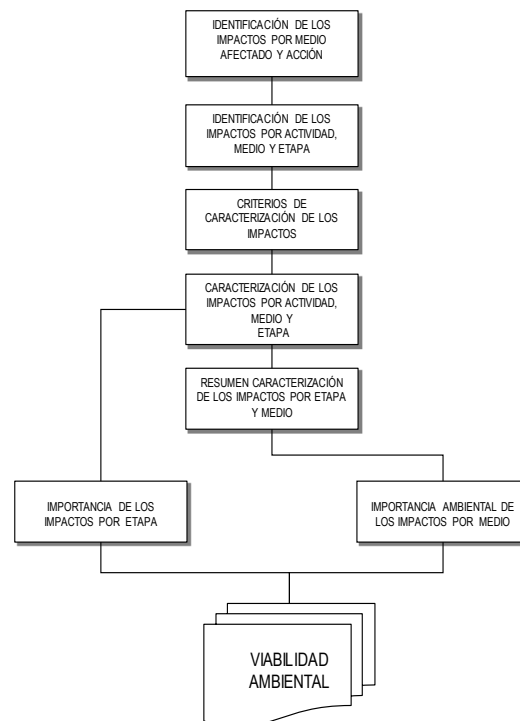 IDENTIFICACIÓN DE LOS
IMPACTOS POR MEDIO
AFECTADO Y ACCIÓN
IDENTIFICACIÓN DE LOS
IMPACTOS POR ACTIVIDAD,
MEDIO Y ETAPA
CRITERIOS DE
CARACTERIZACIÓN DE LOS
IMPACTOS
CARACTERIZACIÓN DE LOS
IMPACTOS POR ACTIVIDAD,
MEDIO Y
ETAPA
RESUMEN CARACTERIZACIÓN
DE LOS IMPACTOS POR ETAPA
Y MEDIO
IMPORTANCIA DE LOS
IMPACTOS POR ETAPA
IMPORTANCIA AMBIENTAL DE
LOS IMPACTOS POR MEDIO
VIABILIDAD
AMBIENTAL